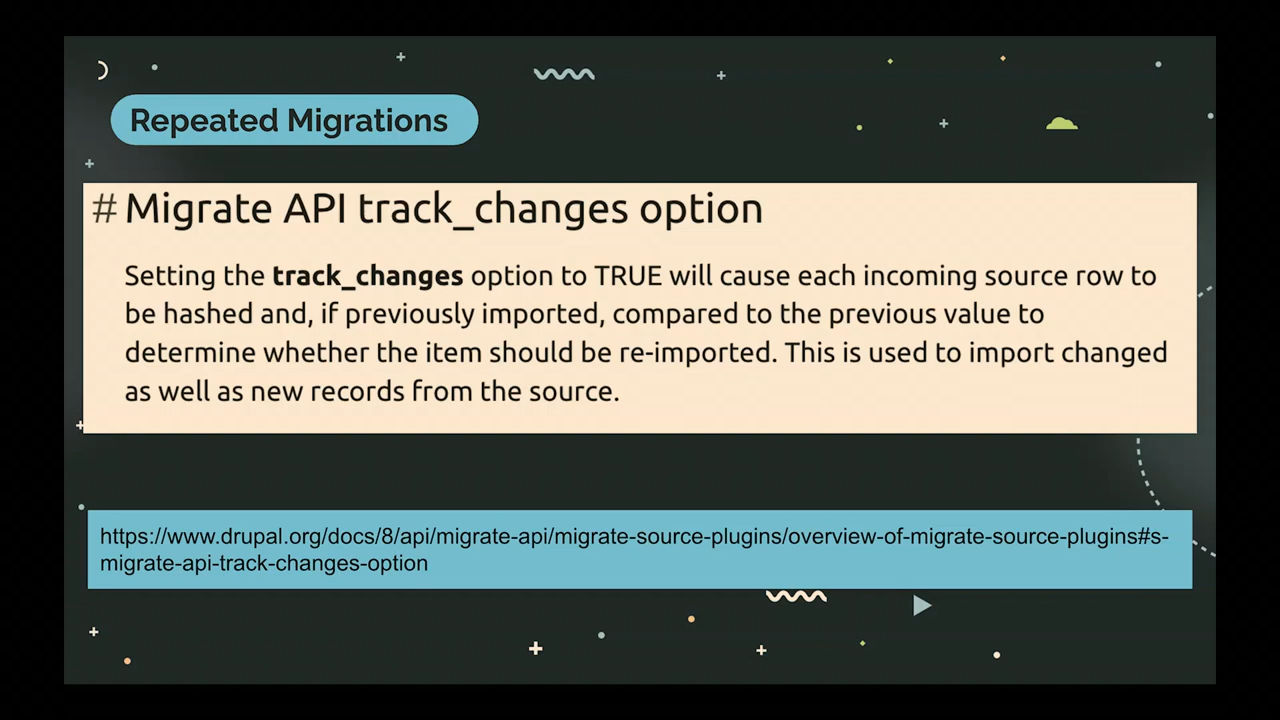 Repeated Migrations
# Migrate API track_changes option
Setting the track_changes option to TRUE will cause each incoming source row to
be hashed and, if previously imported, compared to the previous value to
determine whether the item should be re-imported. This is used to import changed
as well as new records from the source.
https://www.drupal.org/docs/8/api/migrate-api/migrate-source-plugins/overview-of-migrate-source-plugins#s-
migrate-api-track-changes-option